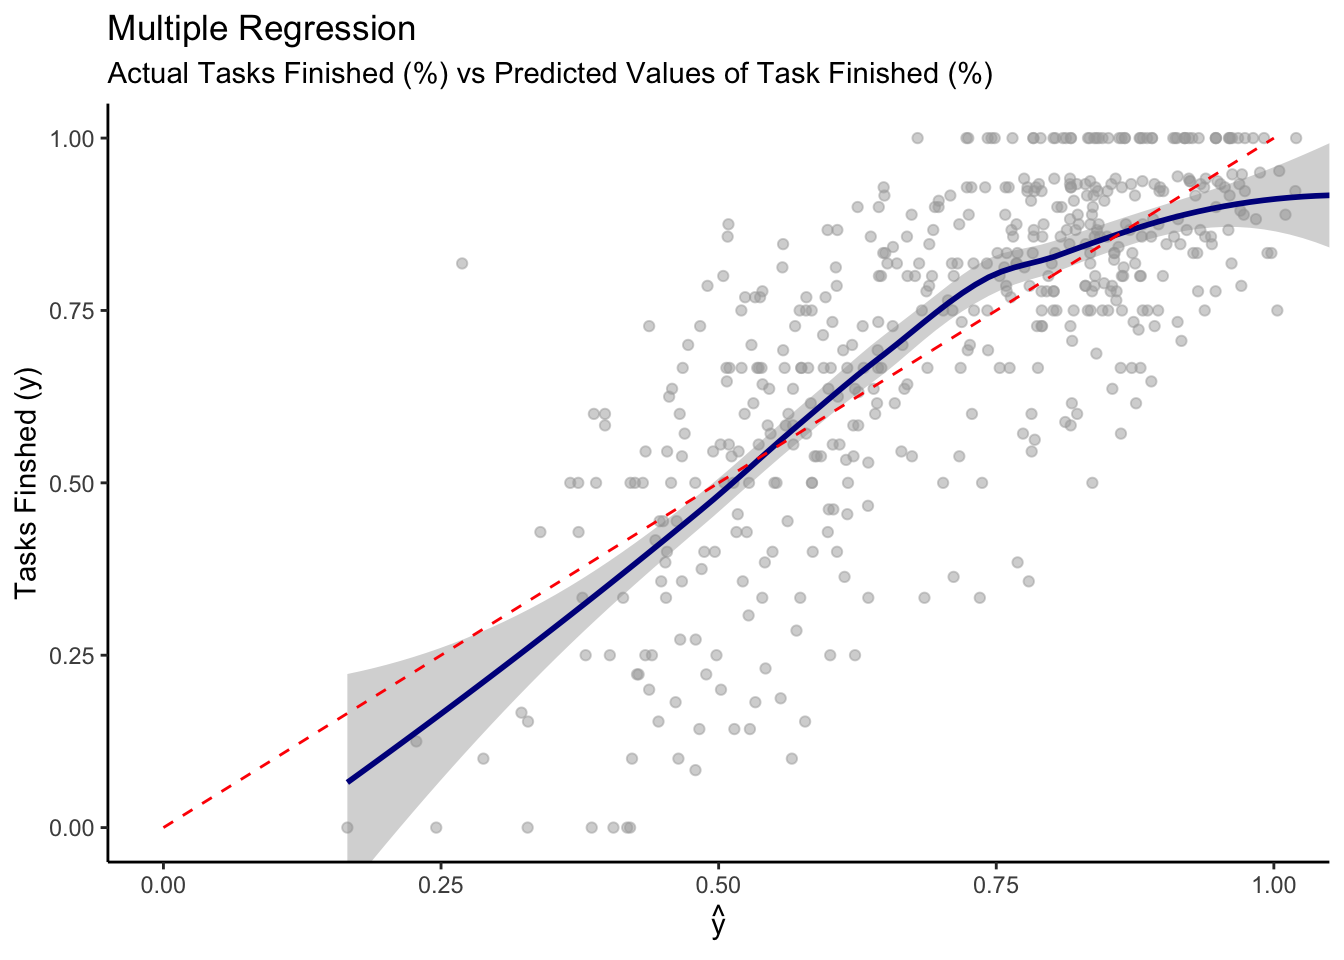 Multiple Regression
Actual Tasks Finished (%) vs Predicted Values of Task Finished (%)
Tasks Finshed (y)
1.00
0.75
0.50
0.25
0.00
0.00 0.25 0.50 0.75 1.00
ŷ